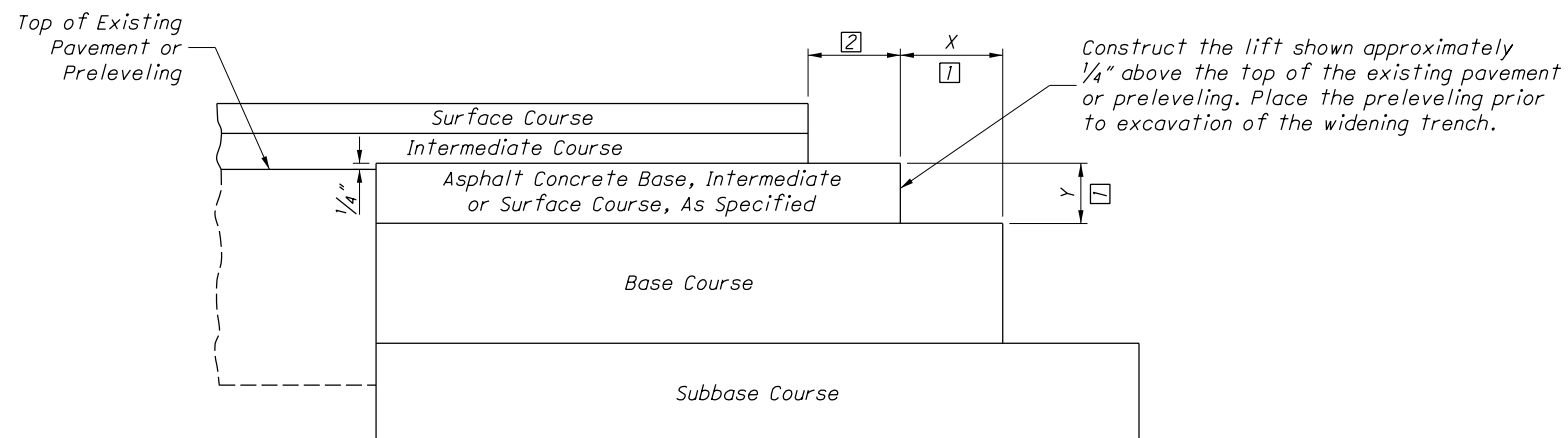 Top of Existing
Pavement or
Preleveling
2
X
1
Construct the lift shown approximately
1/4" above the top of the existing pavement
or preleveling. Place the preleveling prior
to excavation of the widening trench.
Surface Course
Intermediate Course
1/4"
Asphalt Concrete Base, Intermediate
or Surface Course, As Specified
Y
1
Base Course
Subbase Course